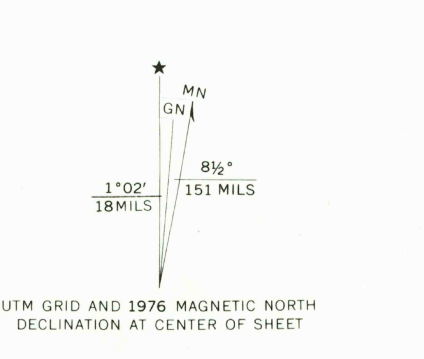 ★
MN
GN
8½°
151 MILS
1°02'
18 MILS
UTM GRID AND 1976 MAGNETIC NORTH
DECLINATION AT CENTER OF SHEET